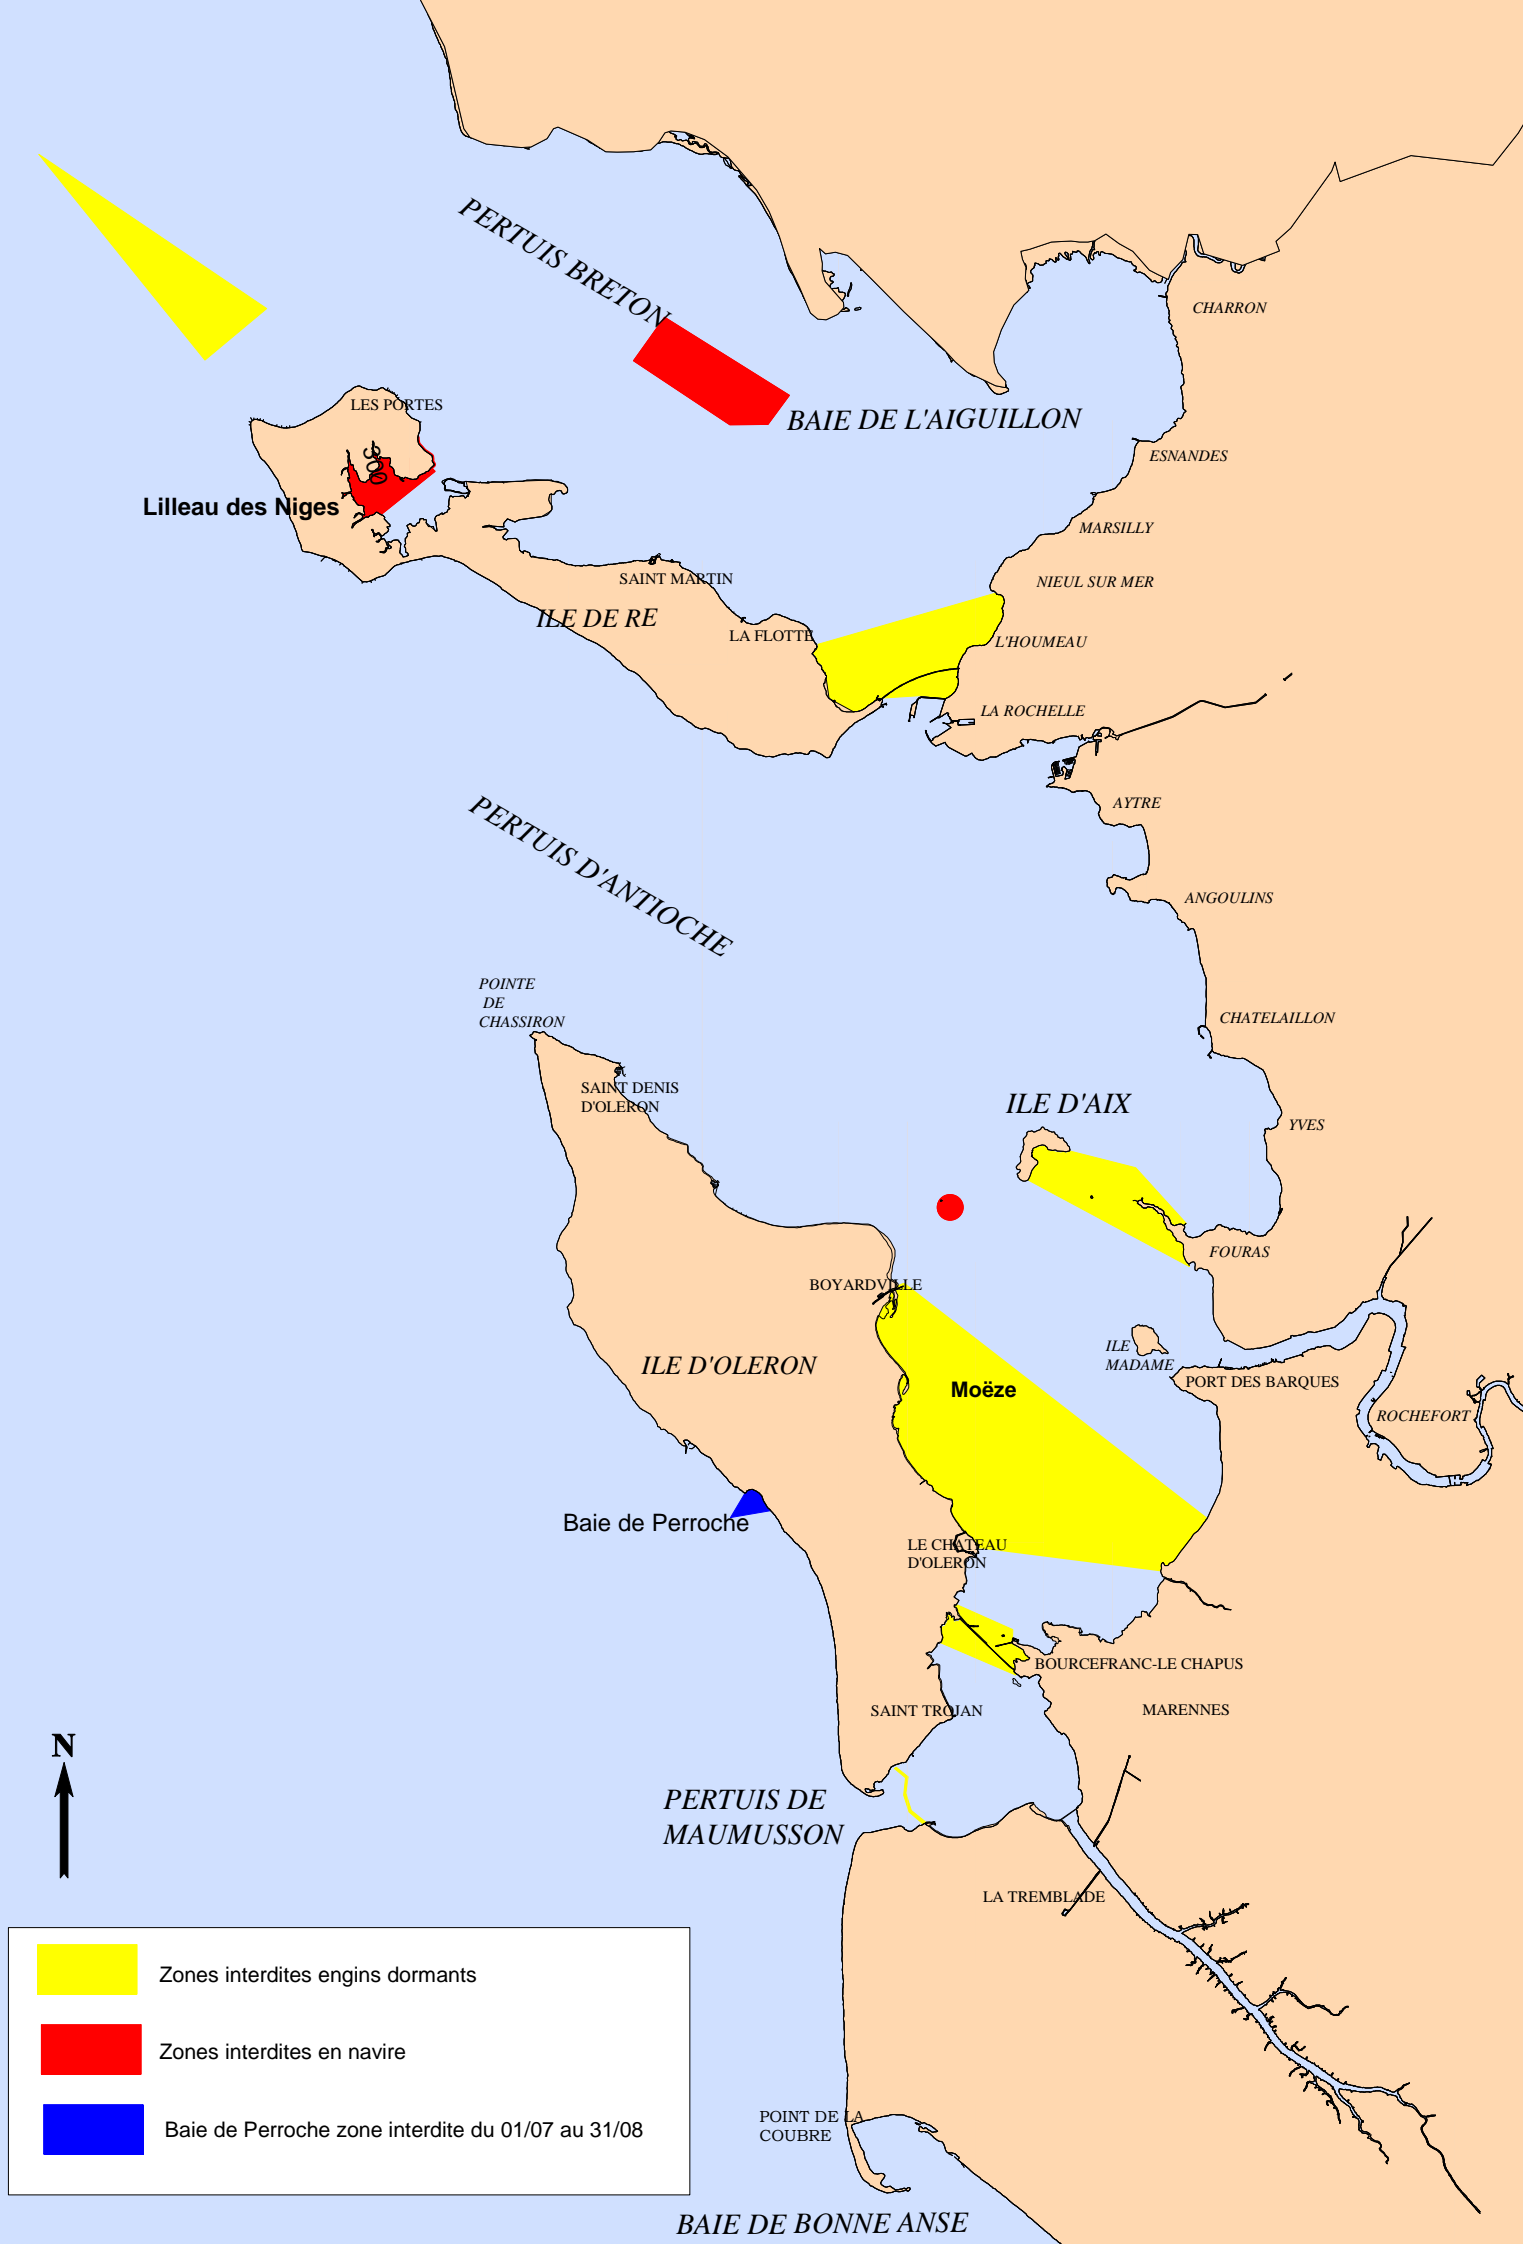 PERTUIS BRETON
CHARRON
LES PORTES
BAIE DE L'AIGUILLON
300
ESNANDES
Lilleau des Niges
MARSILLY
SAINT MARTIN
NIEUL SUR MER
ILE DE RE
LA FLOTTE
L'HOUMEAU
LA ROCHELLE
AYTRE
PERTUIS D'ANTIOCHE
ANGOULINS
POINTE
DE
CHASSIRON
CHATELAILLON
SAINT DENIS
D'OLERON
ILE D'AIX
YVES
FOURAS
BOYARDVILLE
ILE
MADAME
ILE D'OLERON
PORT DES BARQUES
Moëze
ROCHEFORT
Baie de Perroche
LE CHATEAU
D'OLERON
BOURCEFRANC-LE CHAPUS
SAINT TROJAN
MARENNES
N
PERTUIS DE
MAUMUSSON
LA TREMBLADE
Zones interdites engins dormants
Zones interdites en navire
Baie de Perroche zone interdite du 01/07 au 31/08
POINT DE LA
COUBRE
BAIE DE BONNE ANSE